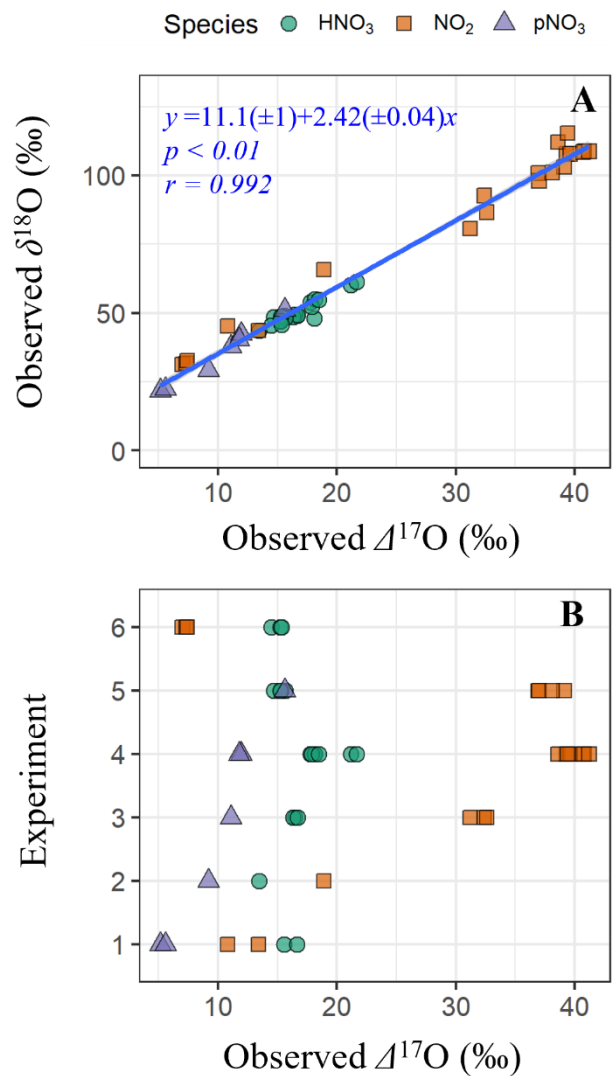 Species HNO₃ NO₂ pNO₃
A
y =11.1(±1)+2.42(±0.04)x
p < 0.01
r = 0.992
100
50
0
Observed δ¹⁸O (‰)
10 20 30 40
Observed Δ¹⁷O (‰)
B
6
5
4
3
2
1
Experiment
10 20 30 40
Observed Δ¹⁷O (‰)